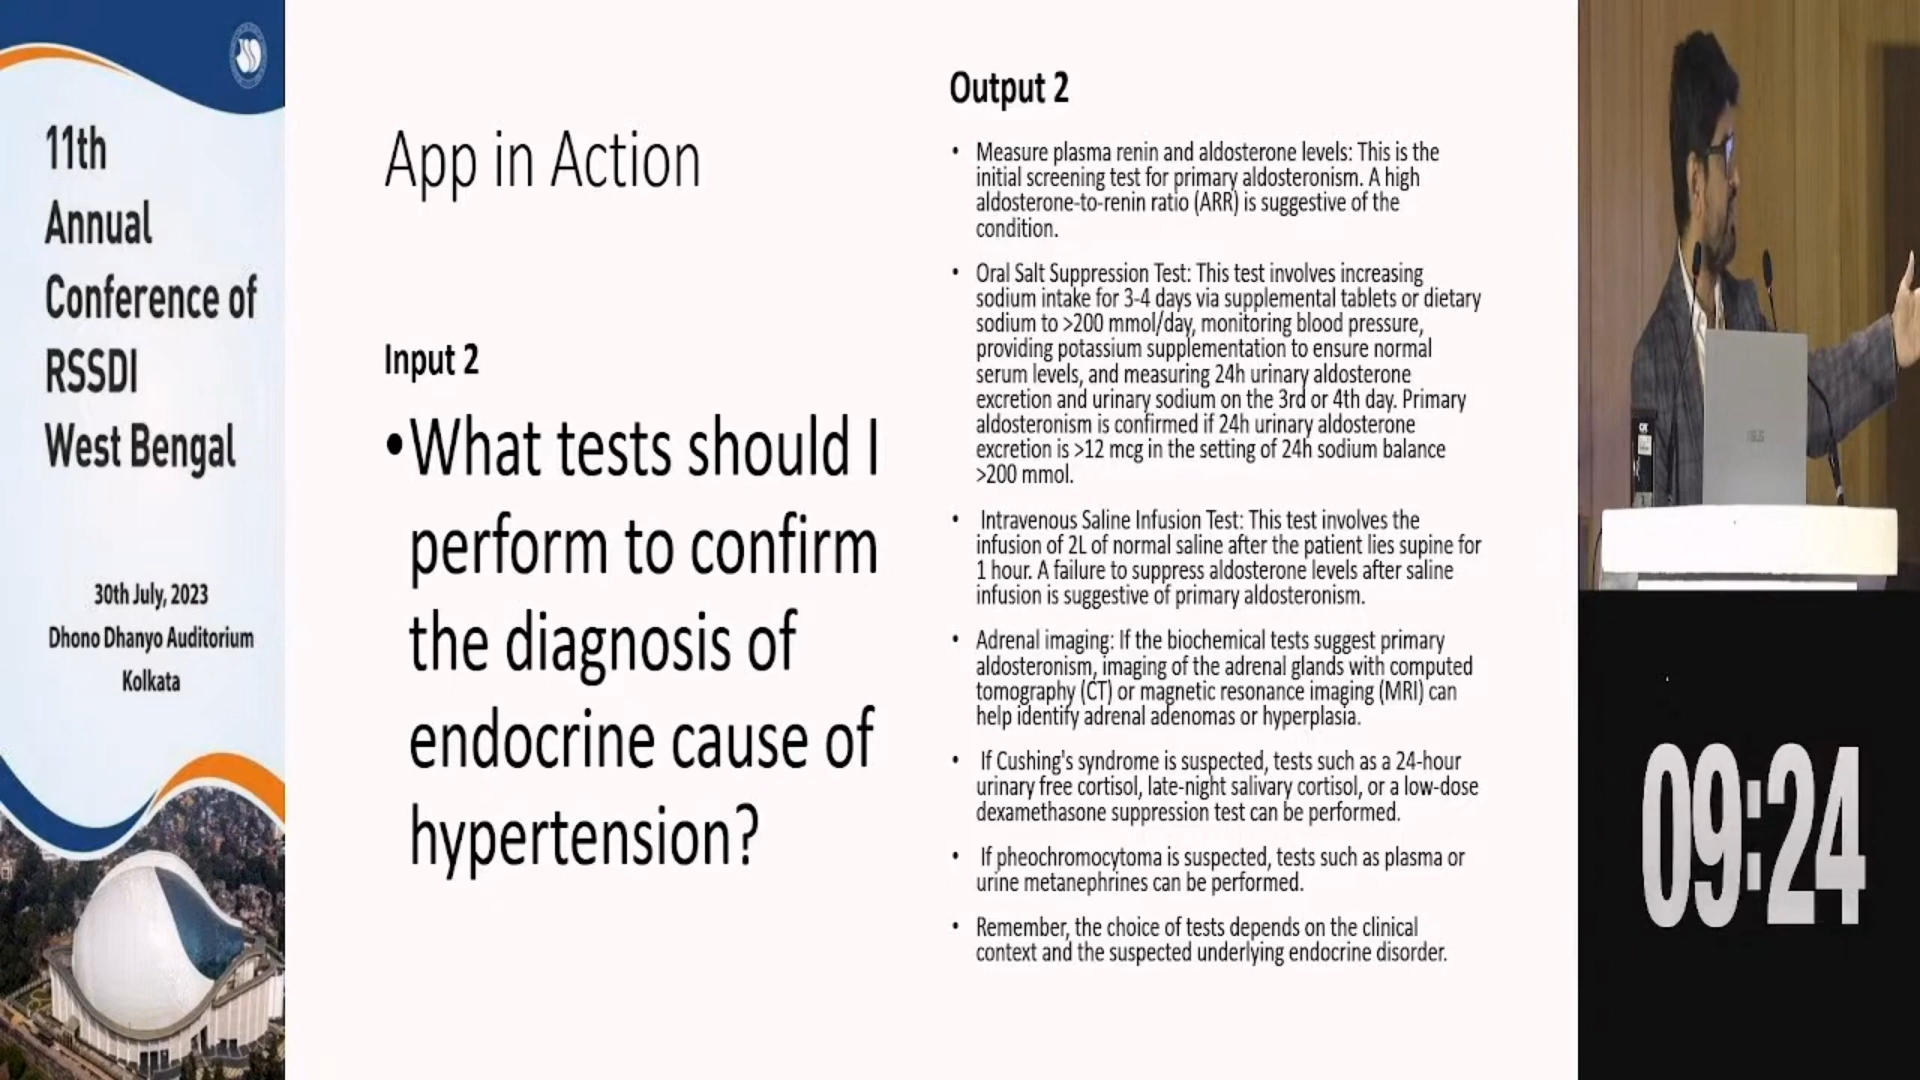 11th
Annual
Conference of
RSSDI
West Bengal
30th July, 2023
Dhono Dhanyo Auditorium
Kolkata
App in Action
Input 2
•What tests should I
perform to confirm
the diagnosis of
endocrine cause of
hypertension?
Output 2
• Measure plasma renin and aldosterone levels: This is the
initial screening test for primary aldosteronism. A high
aldosterone-to-renin ratio (ARR) is suggestive of the
condition.
• Oral Salt Suppression Test: This test involves increasing
sodium intake for 3-4 days via supplemental tablets or dietary
sodium to >200 mmol/day, monitoring blood pressure,
providing potassium supplementation to ensure normal
serum levels, and measuring 24h urinary aldosterone
excretion and urinary sodium on the 3rd or 4th day. Primary
aldosteronism is confirmed if 24h urinary aldosterone
excretion is >12 mcg in the setting of 24h sodium balance
>200 mmol.
• Intravenous Saline Infusion Test: This test involves the
infusion of 2L of normal saline after the patient lies supine for
1 hour. A failure to suppress aldosterone levels after saline
infusion is suggestive of primary aldosteronism.
• Adrenal imaging: If the biochemical tests suggest primary
aldosteronism, imaging of the adrenal glands with computed
tomography (CT) or magnetic resonance imaging (MRI) can
help identify adrenal adenomas or hyperplasia.
• If Cushing's syndrome is suspected, tests such as a 24-hour
urinary free cortisol, late-night salivary cortisol, or a low-dose
dexamethasone suppression test can be performed.
• If pheochromocytoma is suspected, tests such as plasma or
urine metanephrines can be performed.
• Remember, the choice of tests depends on the clinical
context and the suspected underlying endocrine disorder.
ASUS
09:24